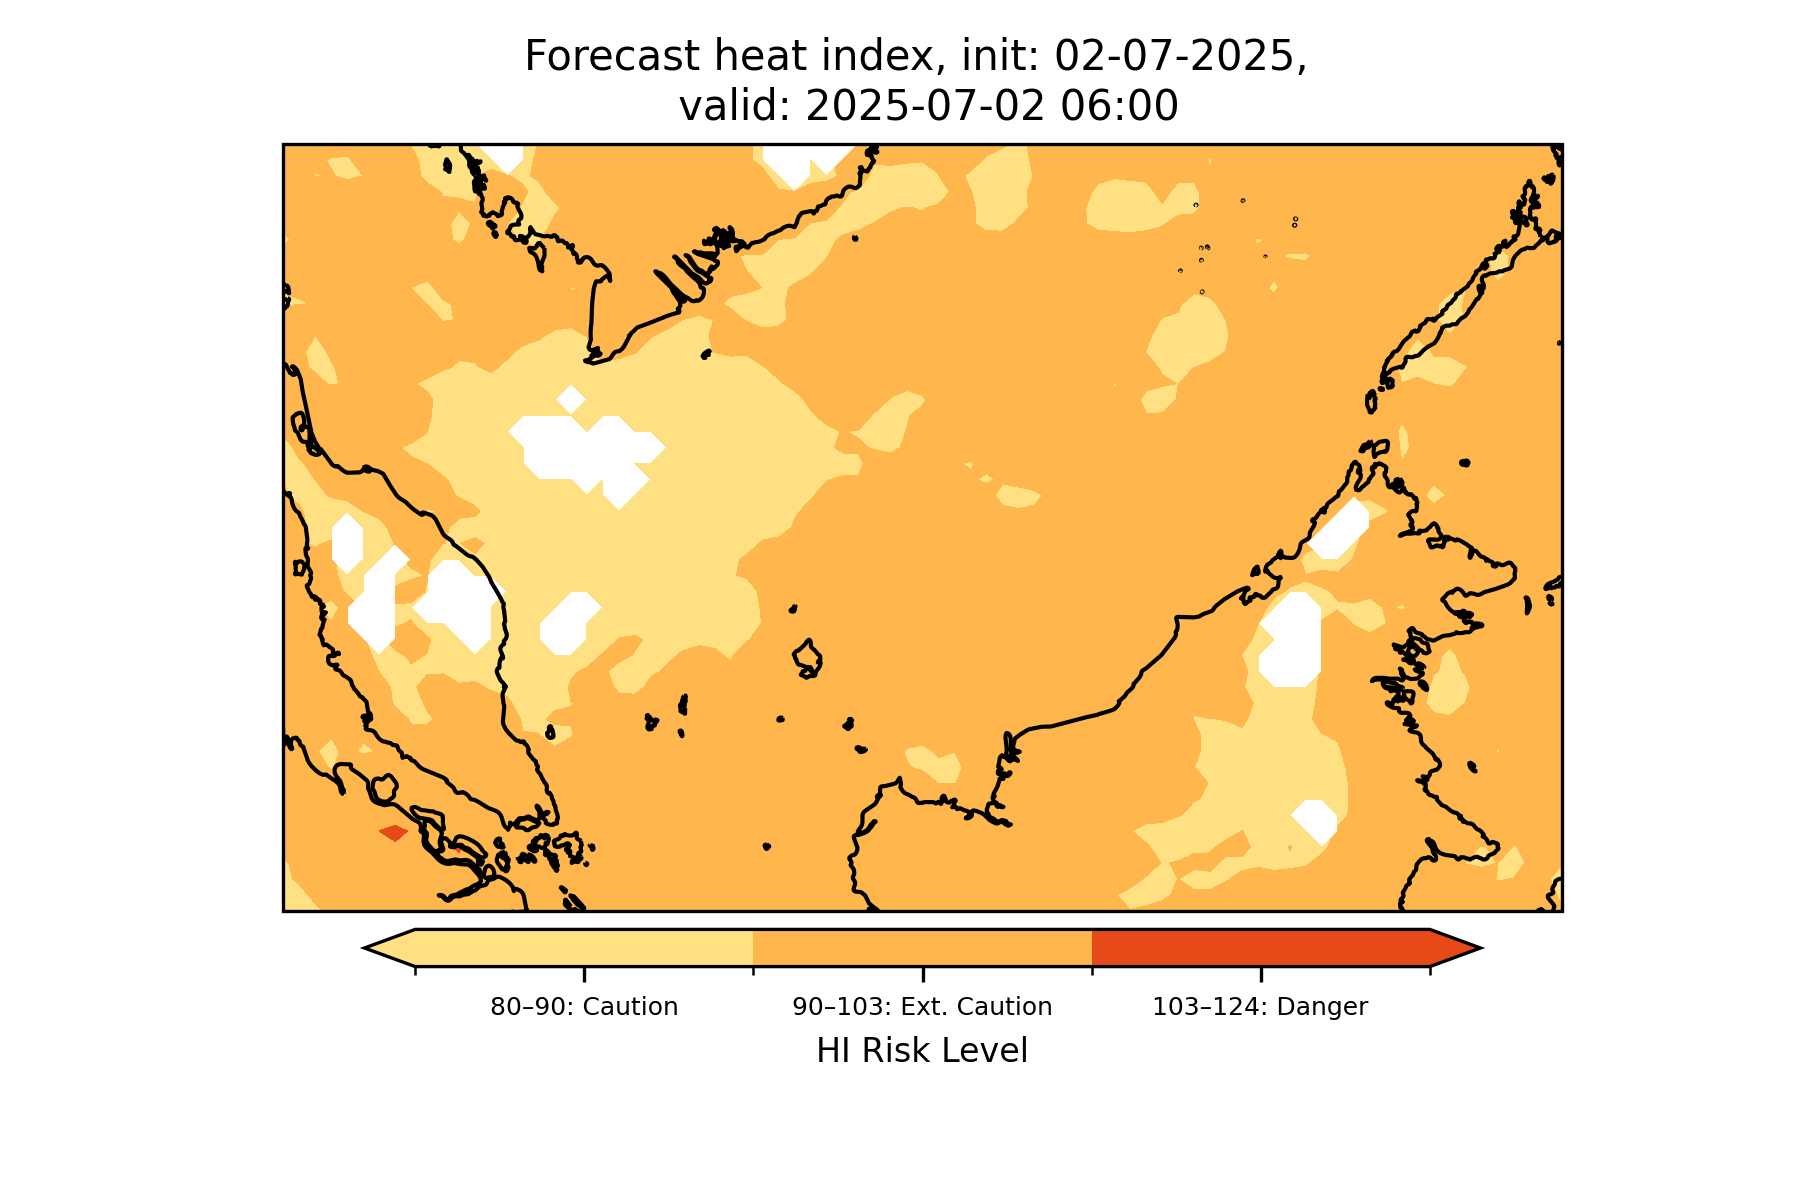 Forecast heat index, init: 02-07-2025,
valid: 2025-07-02 06:00
80–90: Caution
90–103: Ext. Caution
103–124: Danger
HI Risk Level